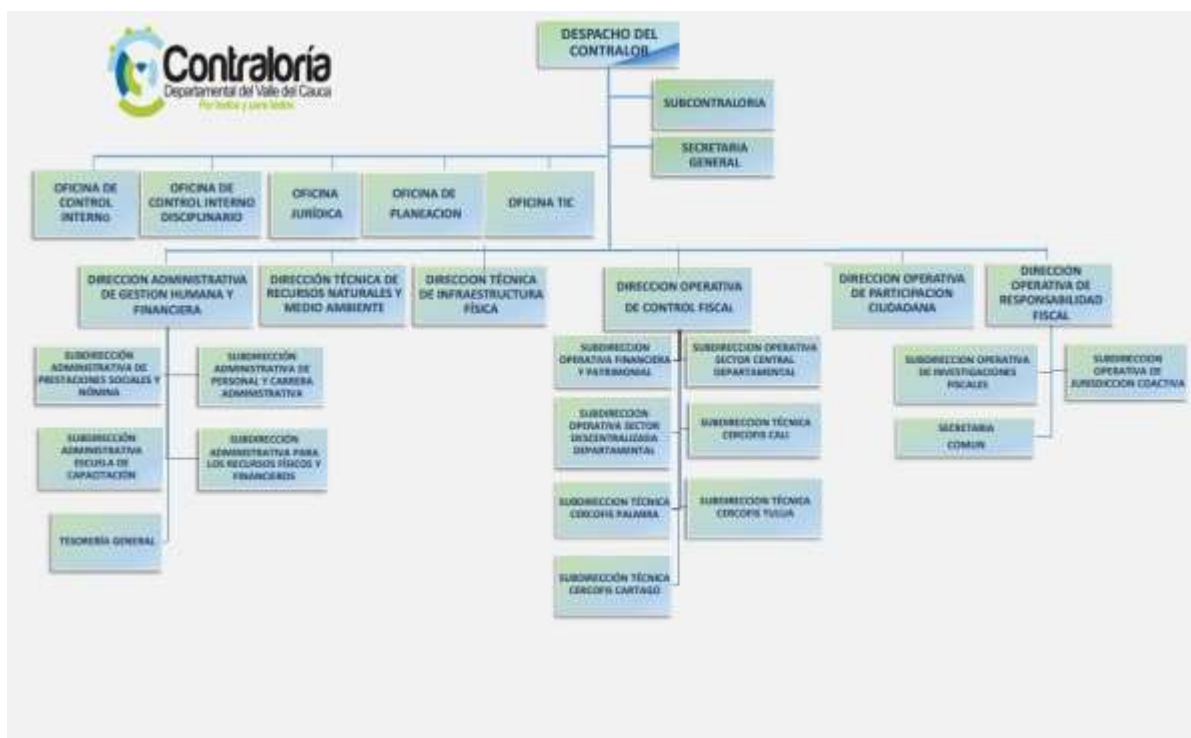 Contraloría
Departamental del Valle del Cauca
Por todos y para todos
DESPACHO DEL
CONTRALOR
SUBCONTRALORIA
SECRETARIA
GENERAL
OFICINA DE
CONTROL
INTERNO
OFICINA DE
CONTROL INTERNO
DISCIPLINARIO
OFICINA
JURÍDICA
OFICINA DE
PLANEACION
OFICINA TIC
DIRECCION ADMINISTRATIVA
DE GESTION HUMANA Y
FINANCIERA
DIRECCIÓN TÉCNICA DE
RECURSOS NATURALES Y
MEDIO AMBIENTE
DIRECCION TÉCNICA
DE INFRAESTRUCTURA
FÍSICA
DIRECCION OPERATIVA
DE CONTROL FISCAL
DIRECCION OPERATIVA
DE PARTICIPACION
CIUDADANA
DIRECCION
OPERATIVA DE
RESPONSABILIDAD
FISCAL
SUBDIRECCIÓN
ADMINISTRATIVA DE
PRESTACIONES SOCIALES Y
NÓMINA
SUBDIRECCIÓN
ADMINISTRATIVA DE
PERSONAL Y CARRERA
ADMINISTRATIVA
SUBDIRECCIÓN
ADMINISTRATIVA
ESCUELA DE
CAPACITACIÓN
SUBDIRECCIÓN
ADMINISTRATIVA PARA
LOS RECURSOS FÍSICOS Y
FINANCIEROS
TESORERÍA GENERAL
SUBDIRECCION
OPERATIVA FINANCIERA
Y PATRIMONIAL
SUBDIRECCION OPERATIVA
SECTOR CENTRAL
DEPARTAMENTAL
SUBDIRECCION
OPERATIVA SECTOR
DESCENTRALIZADA
DEPARTAMENTAL
SUBDIRECCION TÉCNICA
CERCOFIS CALI
SUBDIRECCION TÉCNICA
CERCOFIS PALMIRA
SUBDIRECCION TÉCNICA
CERCOFIS TULUA
SUBDIRECCIÓN TÉCNICA
CERCOFIS CARTAGO
SUBDIRECCION OPERATIVA
DE INVESTIGACIONES
FISCALES
SUBDIRECCION
OPERATIVA DE
JURISDICCION COACTIVA
SECRETARIA
COMUN